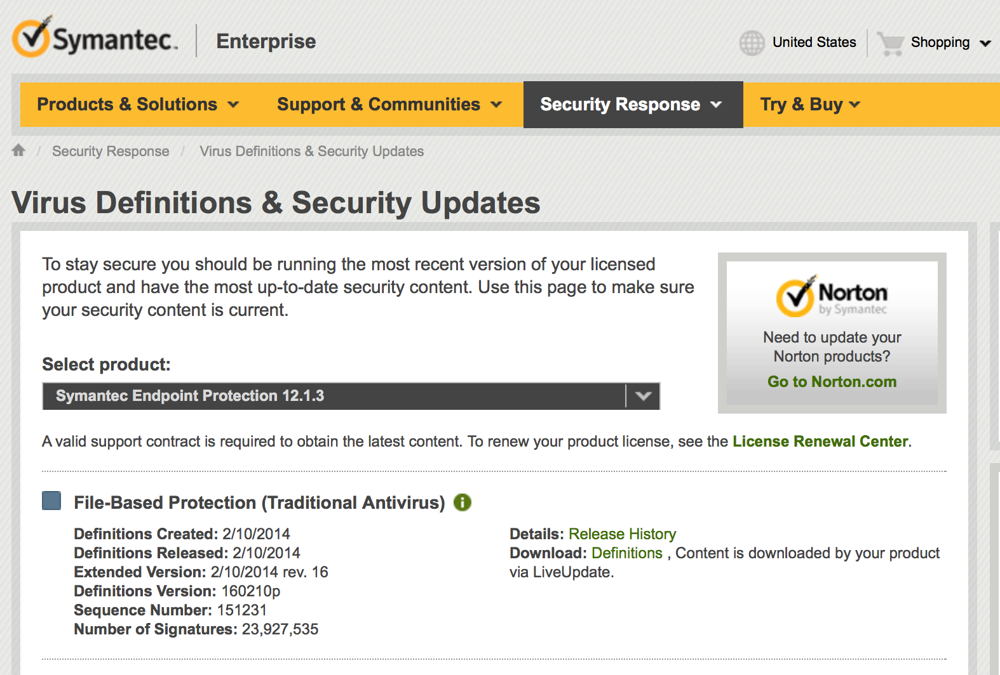 Symantec.
Enterprise
United States
Shopping
Products & Solutions
Support & Communities
Security Response
Try & Buy
/ Security Response / Virus Definitions & Security Updates
Virus Definitions & Security Updates
To stay secure you should be running the most recent version of your licensed
product and have the most up-to-date security content. Use this page to make sure
your security content is current.
Norton
by Symantec
Need to update your
Norton products?
Go to Norton.com
Select product:
Symantec Endpoint Protection 12.1.3
A valid support contract is required to obtain the latest content. To renew your product license, see the License Renewal Center.
File-Based Protection (Traditional Antivirus) i
Definitions Created: 2/10/2014
Definitions Released: 2/10/2014
Extended Version: 2/10/2014 rev. 16
Definitions Version: 160210p
Sequence Number: 151231
Number of Signatures: 23,927,535
Details: Release History
Download: Definitions , Content is downloaded by your product
via LiveUpdate.